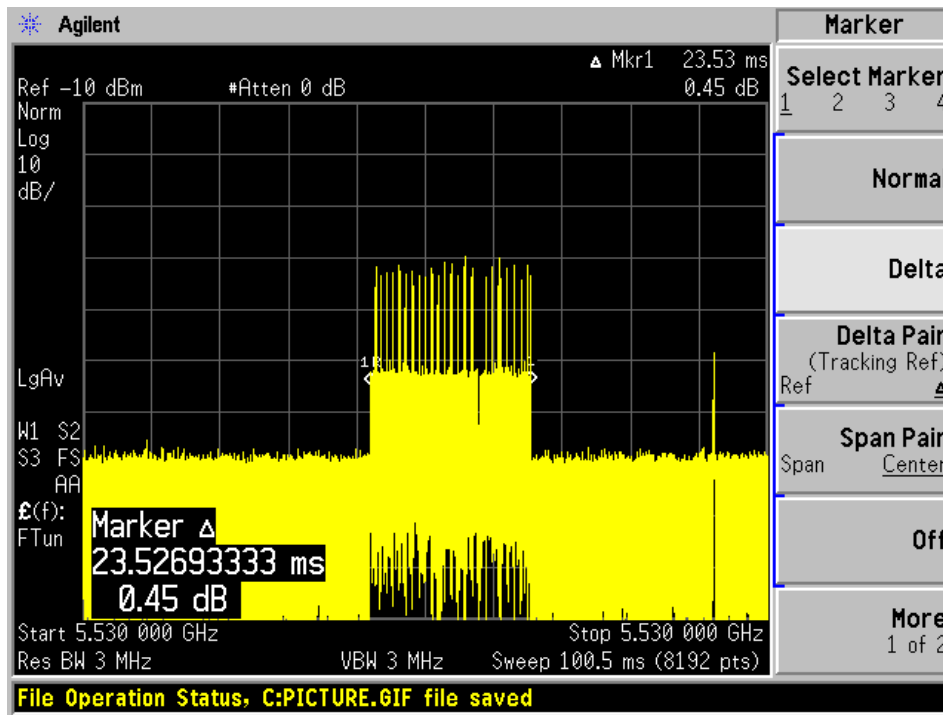 Agilent
Marker
Δ Mkr1 23.53 ms
Ref -10 dBm #Atten 0 dB 0.45 dB
Norm
Log
10
dB/
LgAv
W1 S2
S3 FS
AA
£(f):
FTun
1R
1
Marker Δ
23.52693333 ms
0.45 dB
Start 5.530 000 GHz Stop 5.530 000 GHz
Res BW 3 MHz VBW 3 MHz Sweep 100.5 ms (8192 pts)
File Operation Status, C:PICTURE.GIF file saved
Select Marker
1 2 3 4
Norma
Delta
Delta Pair
(Tracking Ref)
Ref Δ
Span Pair
Span Center
Off
More
1 of 2